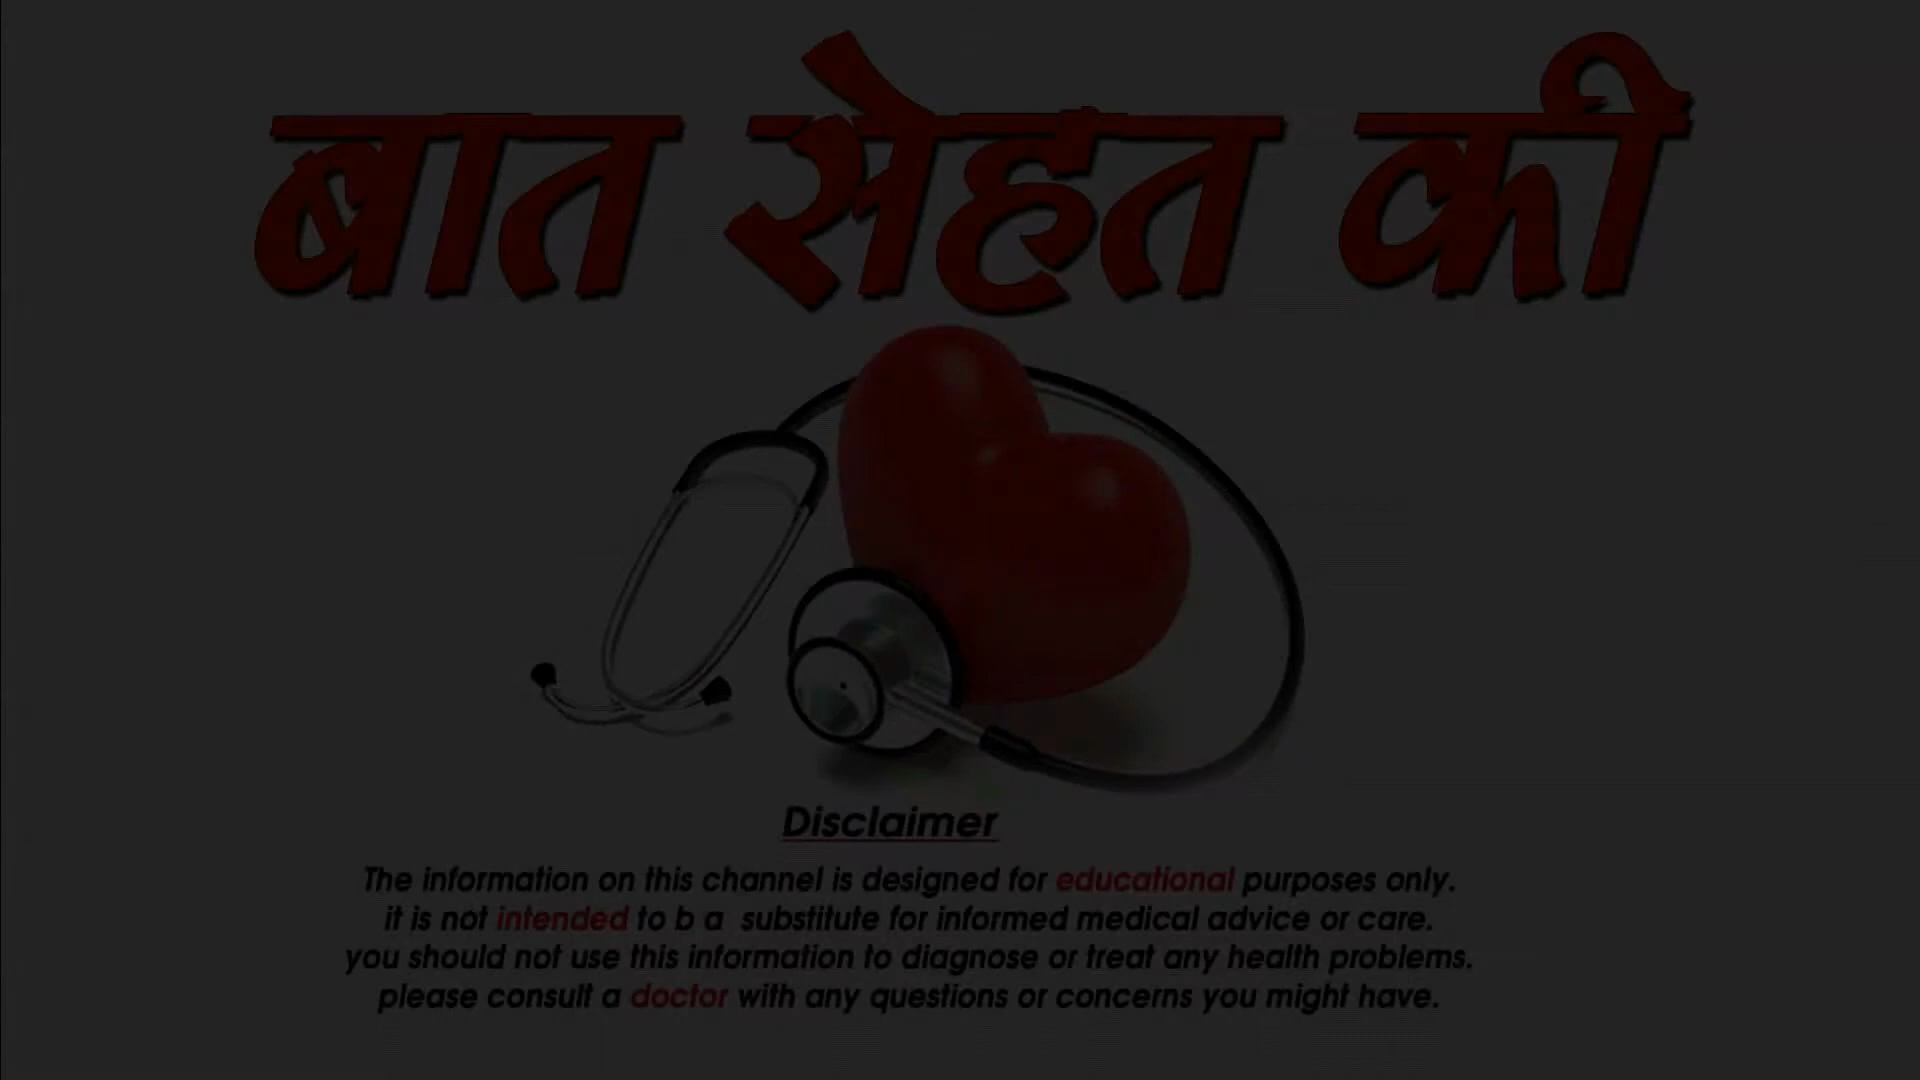 बात सेहत की
Disclaimer
The information on this channel is designed for educational purposes only.
it is not intended to b a substitute for informed medical advice or care.
you should not use this information to diagnose or treat any health problems.
please consult a doctor with any questions or concerns you might have.